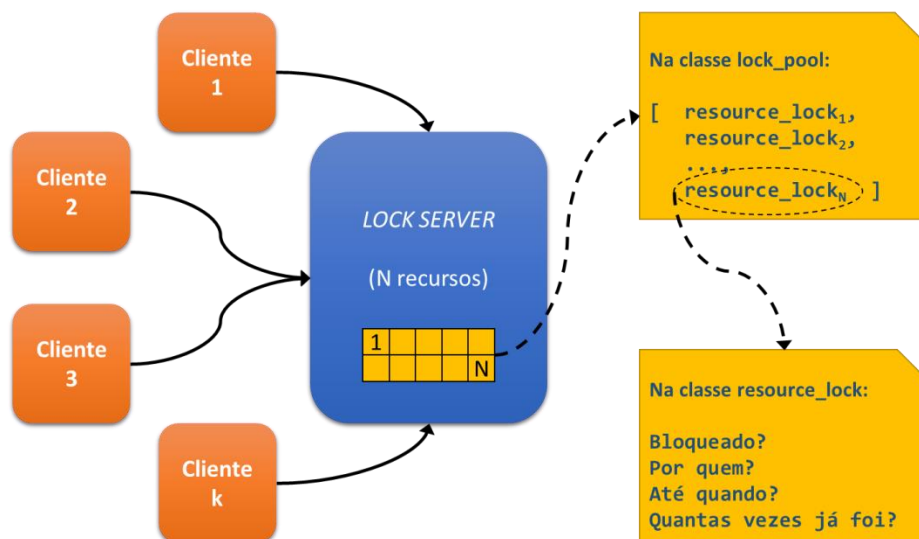 Cliente
1
Cliente
2
Cliente
3
Cliente
k
LOCK SERVER
(N recursos)
1
N
Na classe lock_pool:
[ resource_lock₁,
resource_lock₂,
...,
resource_lockN ]
Na classe resource_lock:
Bloqueado?
Por quem?
Até quando?
Quantas vezes já foi?